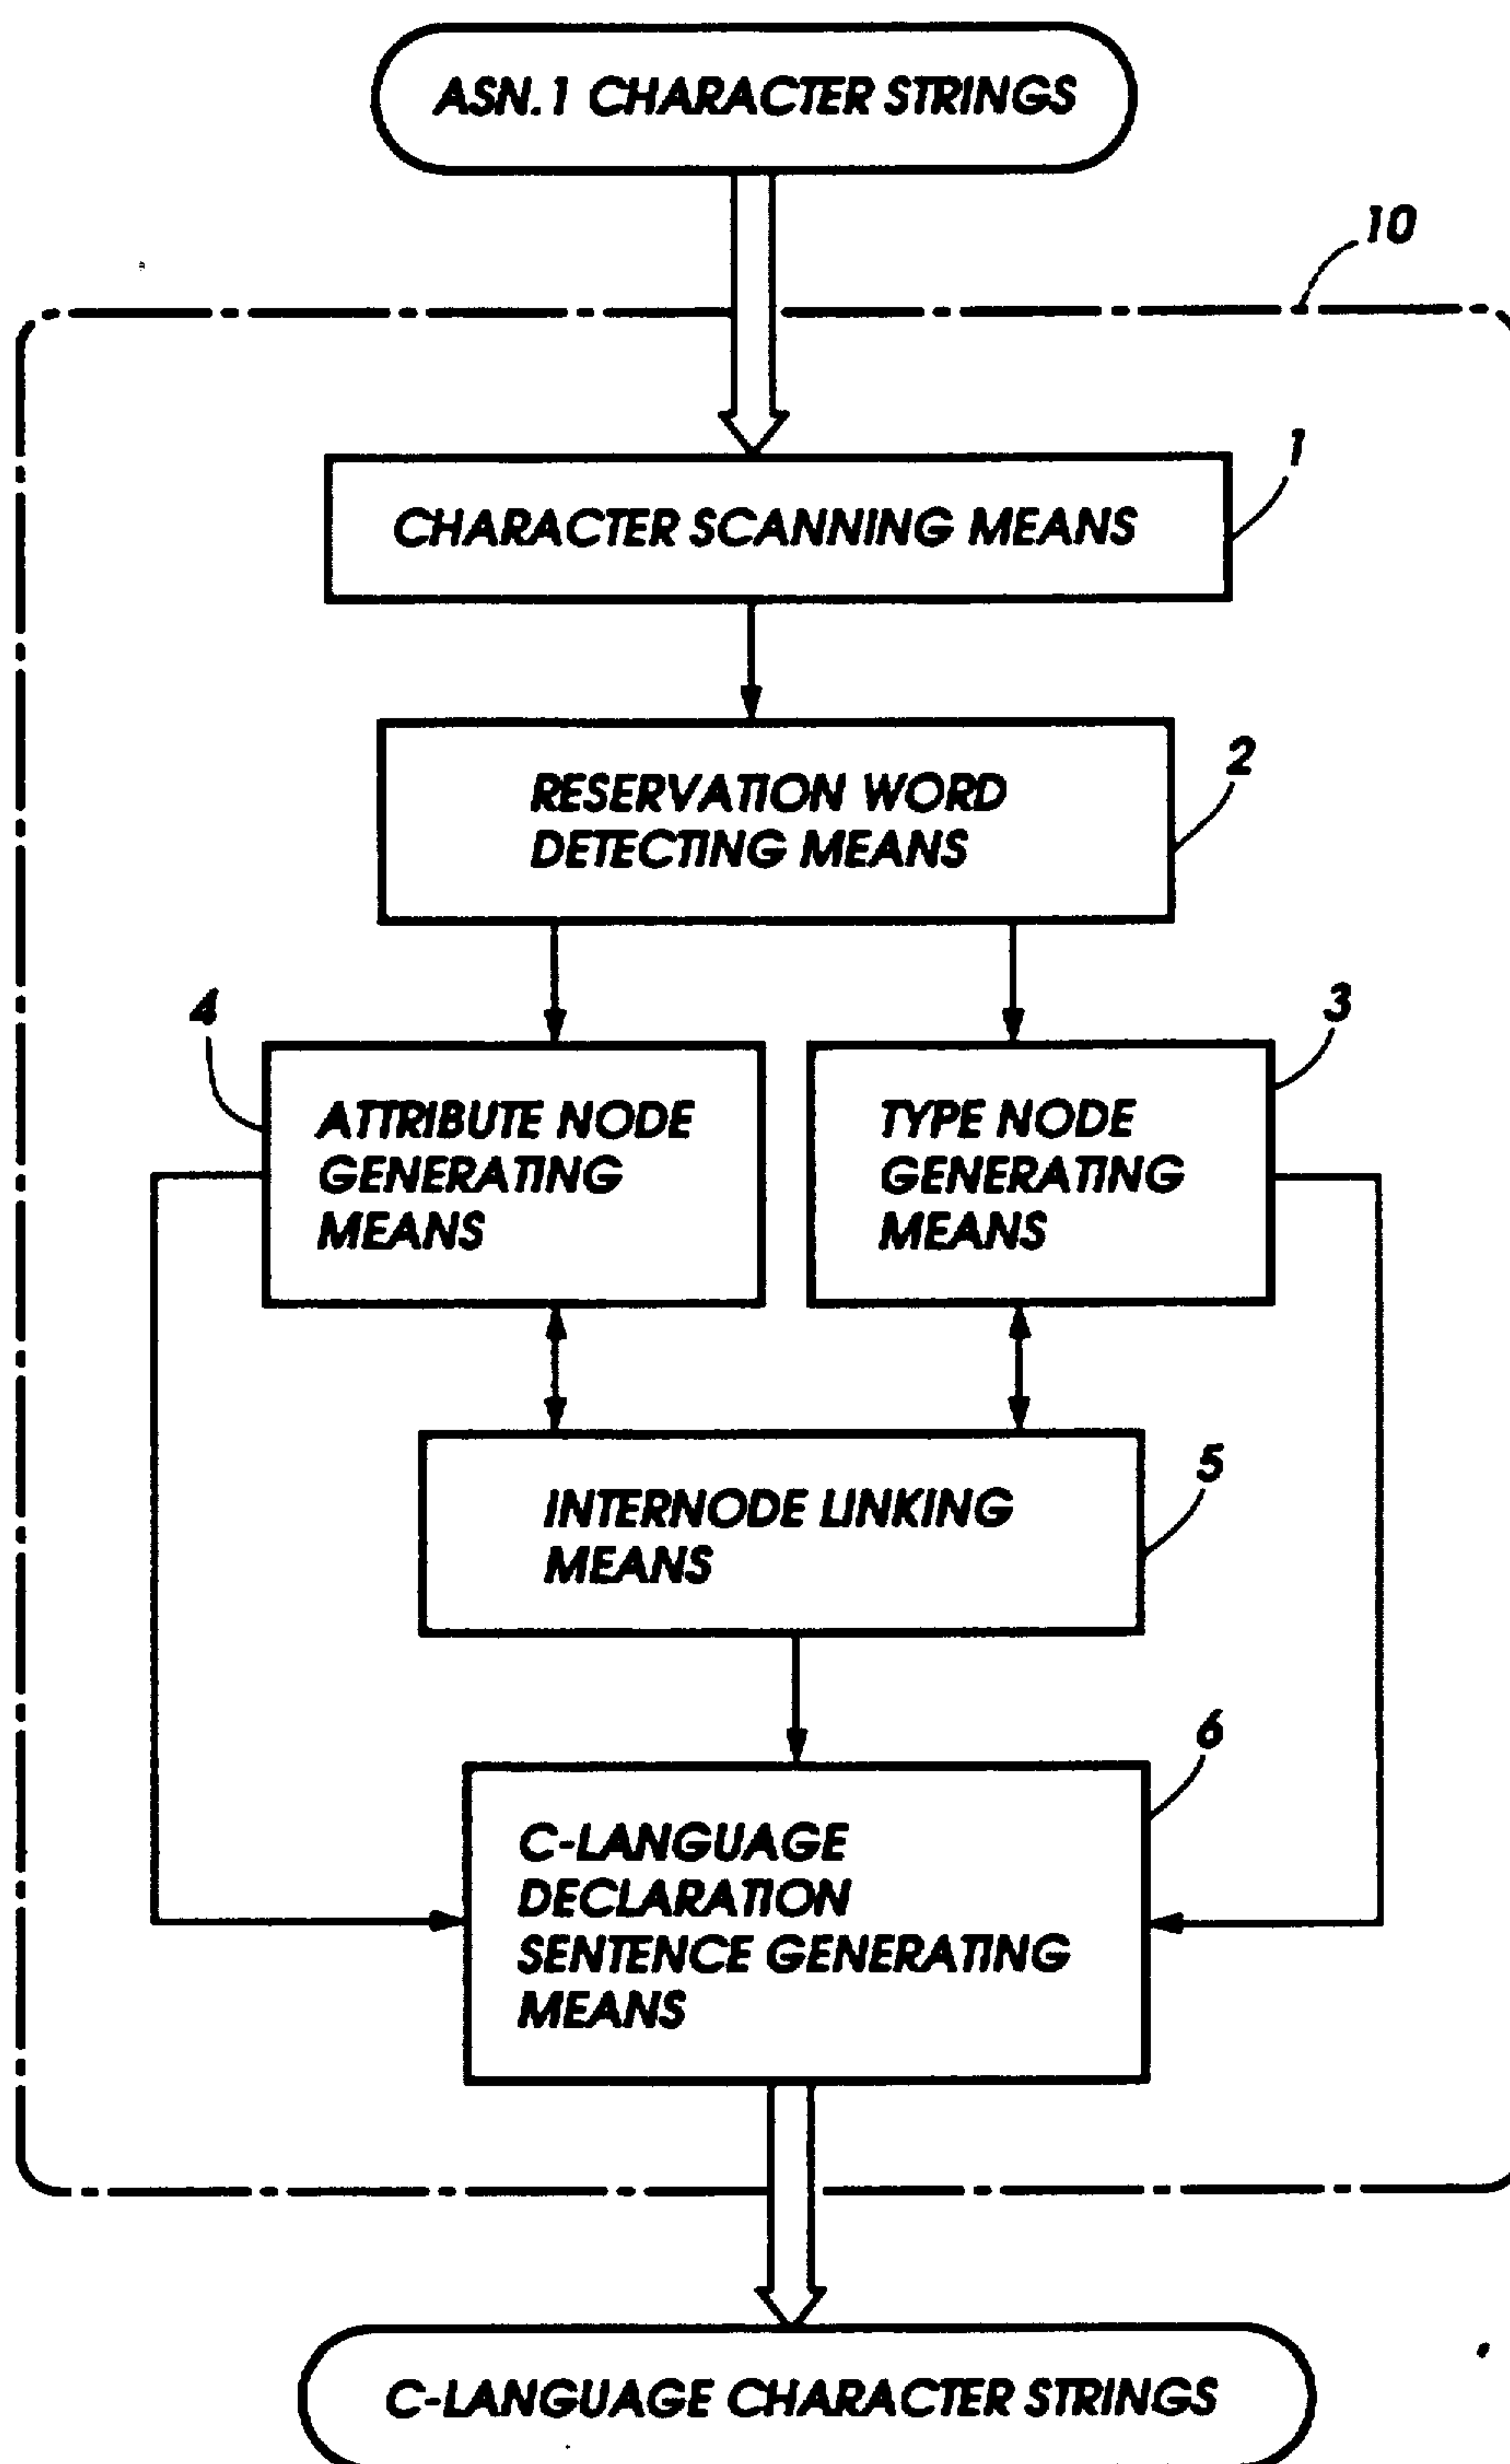 ASN.1 CHARACTER STRINGS
10
1
CHARACTER SCANNING MEANS
2
RESERVATION WORD
DETECTING MEANS
4
3
ATTRIBUTE NODE
GENERATING
MEANS
TYPE NODE
GENERATING
MEANS
5
INTERNODE LINKING
MEANS
6
C-LANGUAGE
DECLARATION
SENTENCE GENERATING
MEANS
C-LANGUAGE CHARACTER STRINGS